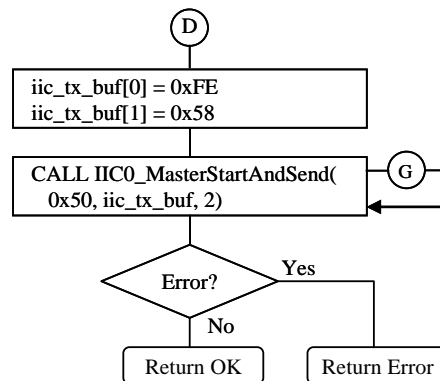 D
iic_tx_buf[0] = 0xFE
iic_tx_buf[1] = 0x58
CALL IIC0_MasterStartAndSend(
0x50, iic_tx_buf, 2)
G
Error?
Yes
No
Return OK
Return Error